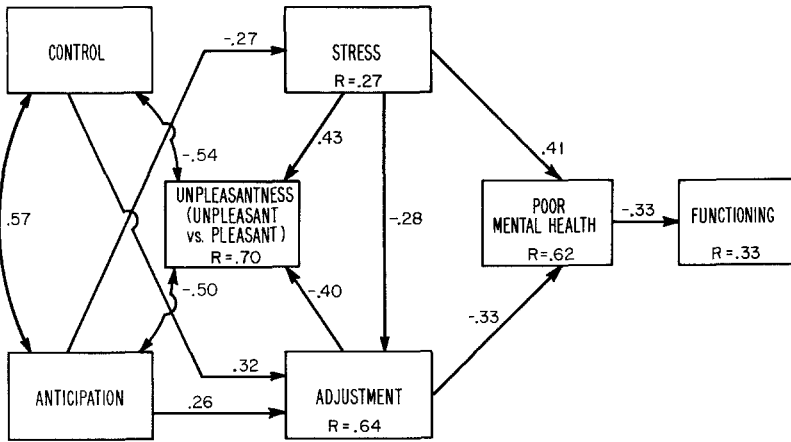 CONTROL
-.27
STRESS
R=.27
-.54
.43
.41
UNPLEASANTNESS
(UNPLEASANT
vs. PLEASANT)
R=.70
.57
-.28
POOR
MENTAL HEALTH
R=.62
-.33
FUNCTIONING
R=.33
-.50
-.40
-.33
ANTICIPATION
.32
.26
ADJUSTMENT
R=.64